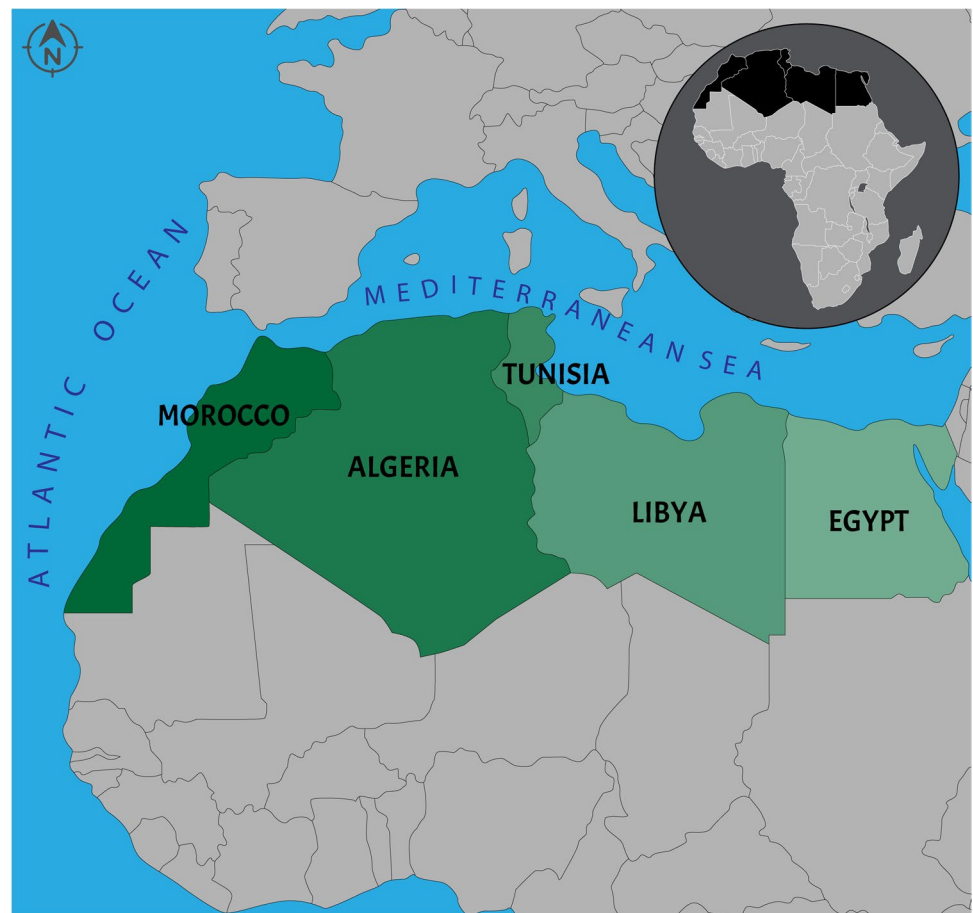 N
ATLANTIC OCEAN
MEDITERRANEAN SEA
MOROCCO
TUNISIA
ALGERIA
LIBYA
EGYPT